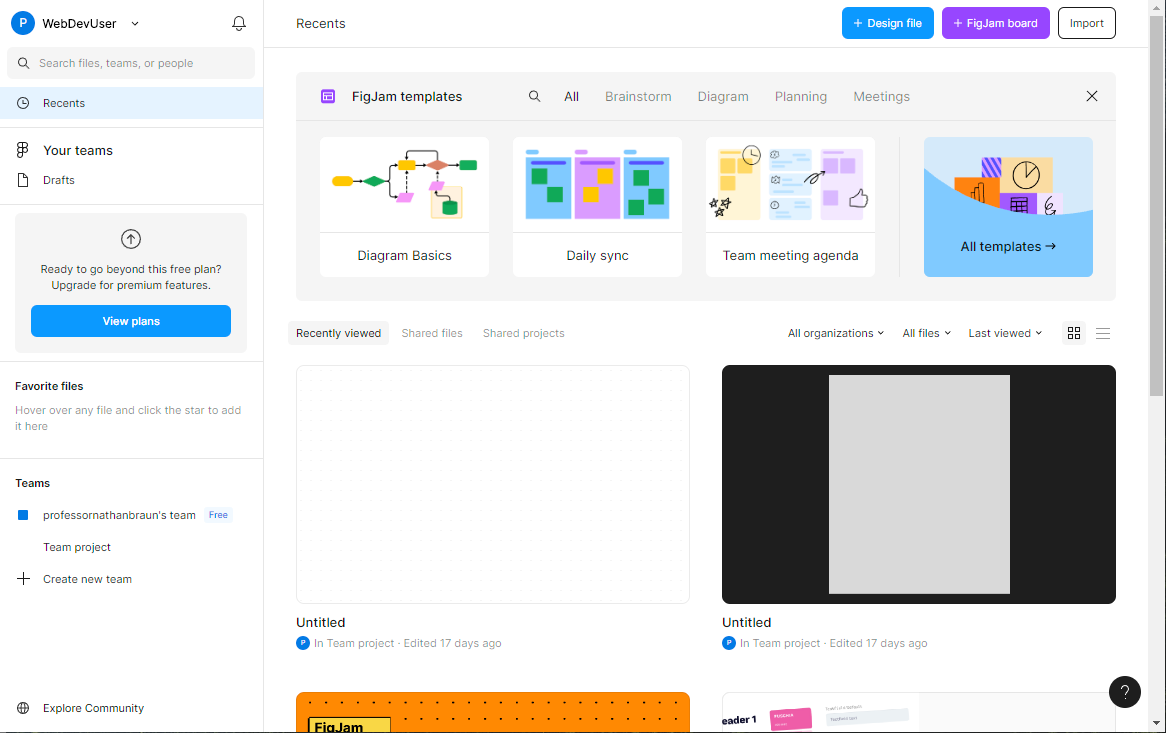 P WebDevUser
Search files, teams, or people
Recents
Your teams
Drafts
Ready to go beyond this free plan?
Upgrade for premium features.
View plans
Favorite files
Hover over any file and click the star to add
it here
Teams
professornathanbraun's team Free
Team project
+ Create new team
Explore Community
Recents
+ Design file
+ FigJam board
Import
FigJam templates
All Brainstorm Diagram Planning Meetings
Diagram Basics
Daily sync
Team meeting agenda
All templates →
Recently viewed Shared files Shared projects
All organizations All files Last viewed
Untitled
P In Team project · Edited 17 days ago
Untitled
P In Team project · Edited 17 days ago
FigJam
eader 1
?